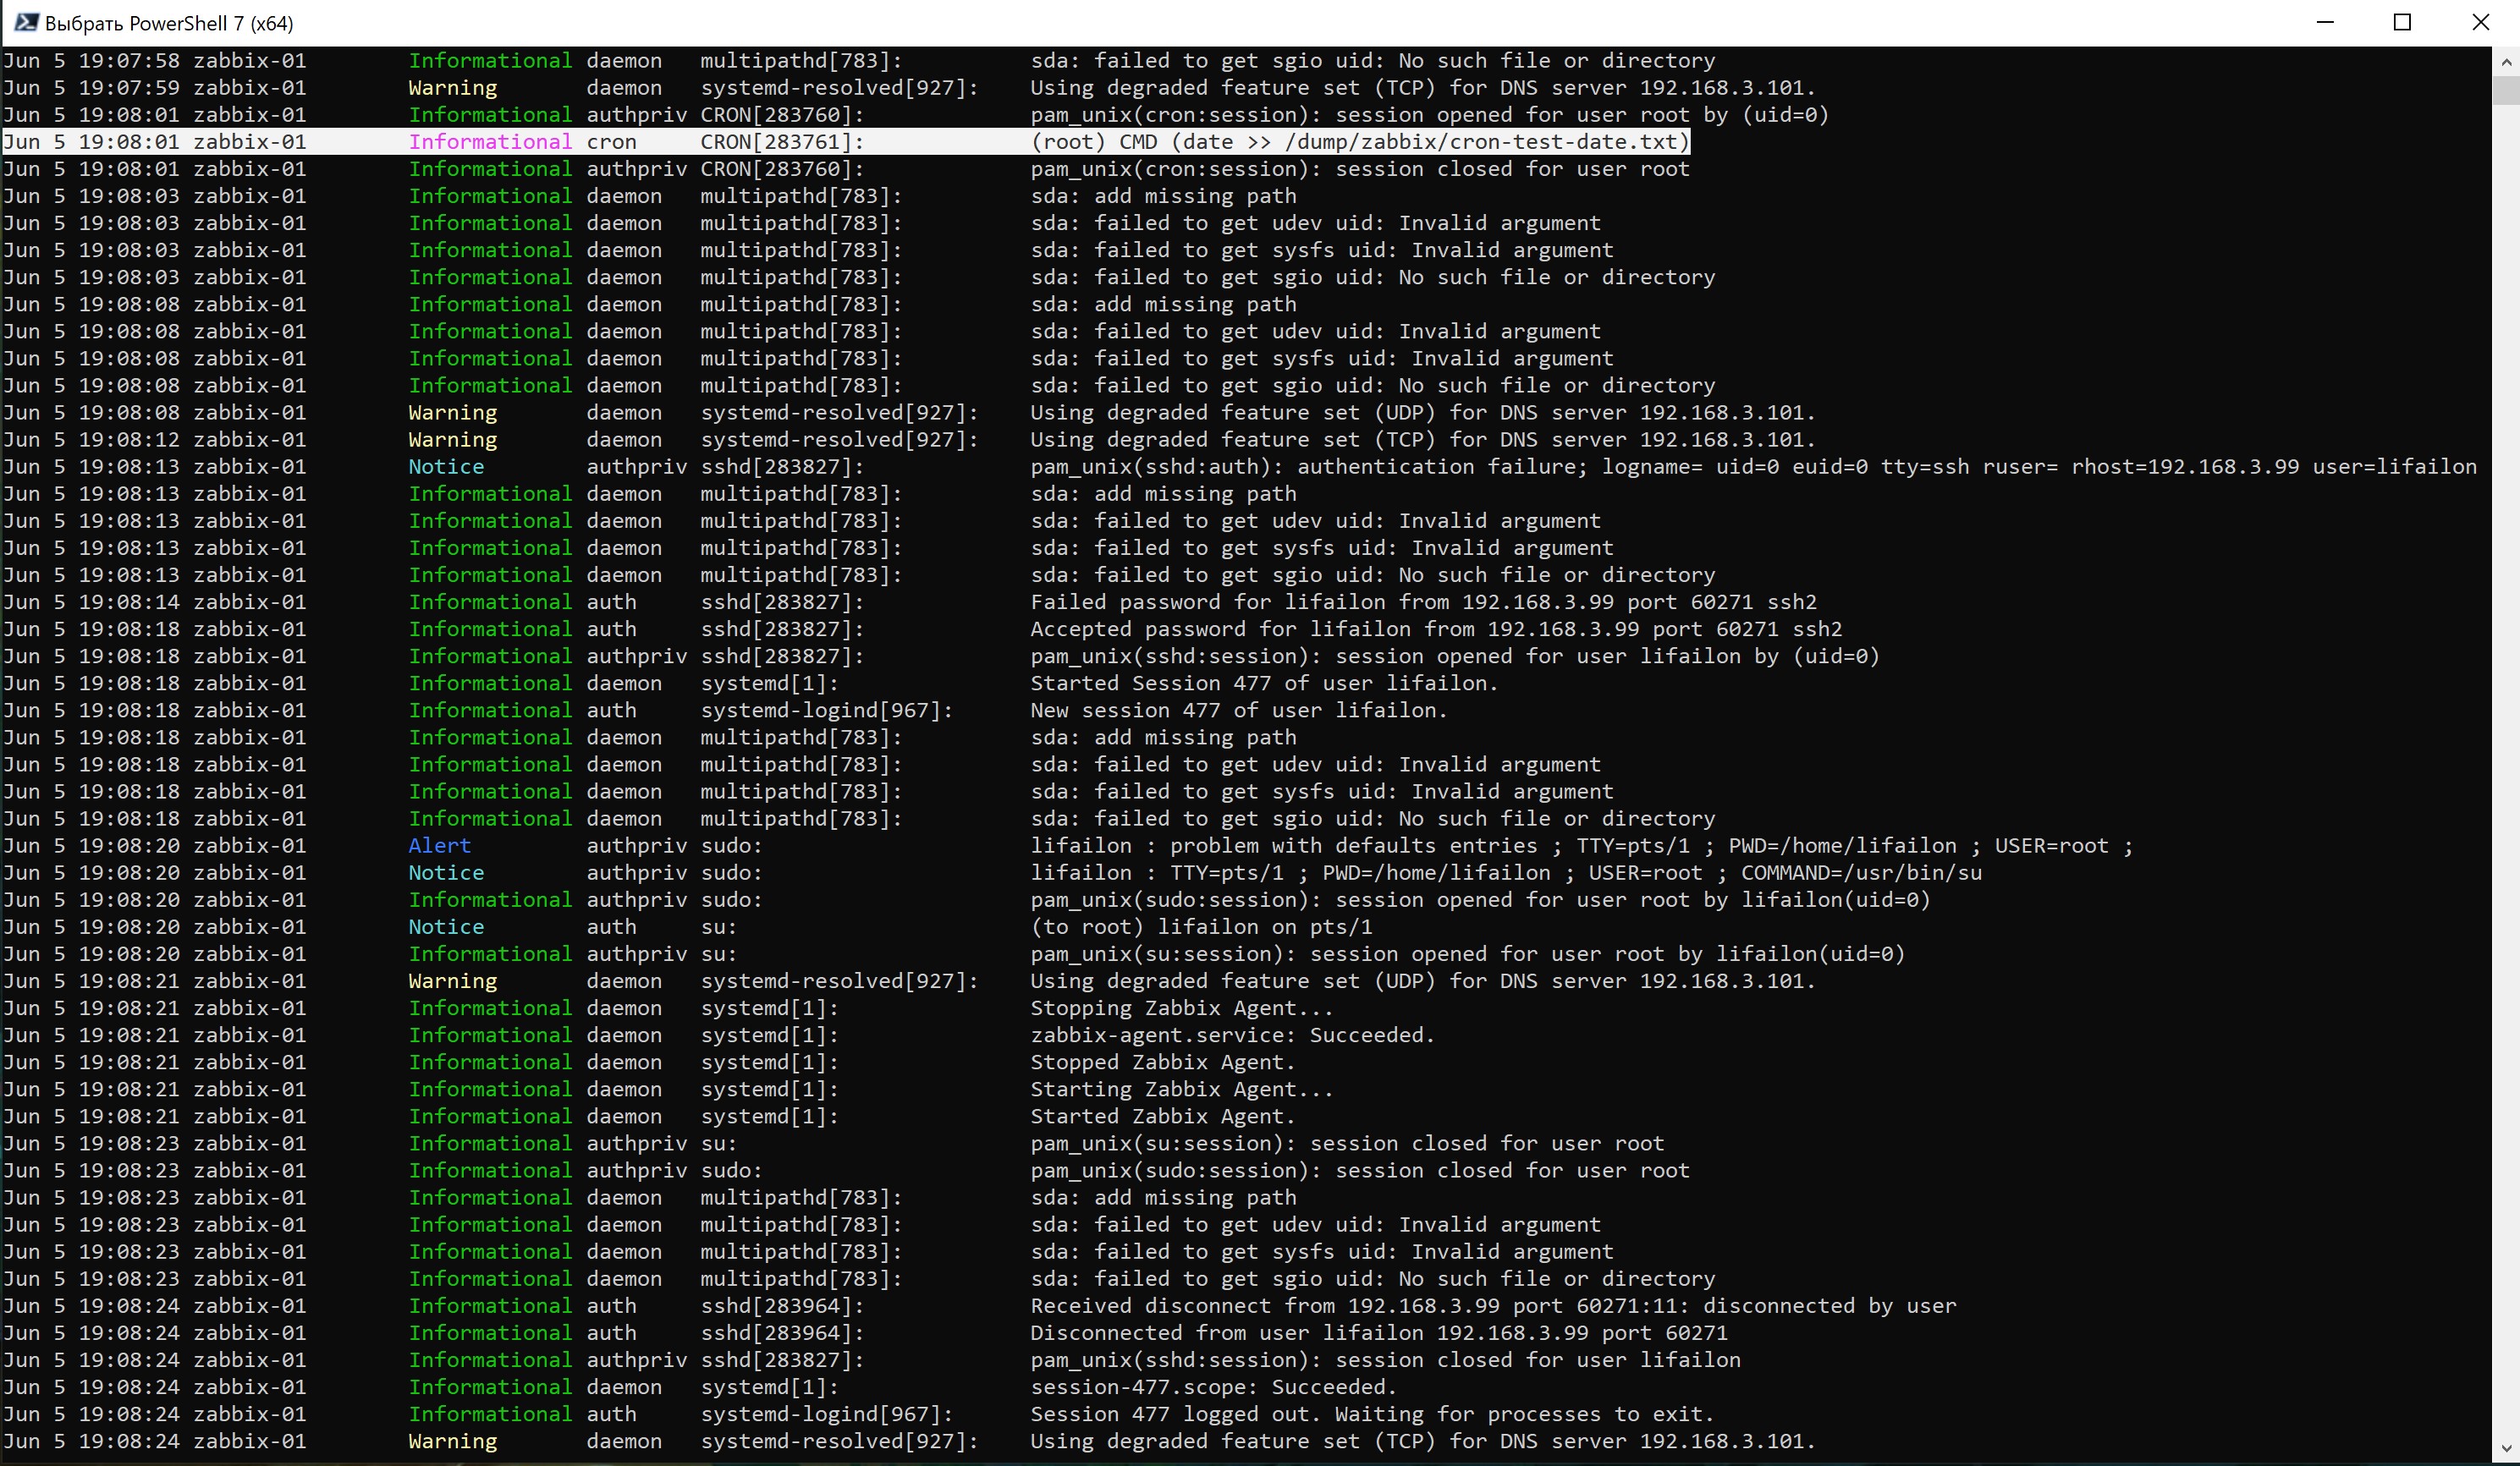 Выбрать PowerShell 7 (x64)
Jun 5 19:07:58 zabbix-01 Informational daemon multipathd[783]: sda: failed to get sgio uid: No such file or directory
Jun 5 19:07:59 zabbix-01 Warning daemon systemd-resolved[927]: Using degraded feature set (TCP) for DNS server 192.168.3.101.
Jun 5 19:08:01 zabbix-01 Informational authpriv CRON[283760]: pam_unix(cron:session): session opened for user root by (uid=0)
Jun 5 19:08:01 zabbix-01 Informational cron CRON[283761]: (root) CMD (date >> /dump/zabbix/cron-test-date.txt)
Jun 5 19:08:01 zabbix-01 Informational authpriv CRON[283760]: pam_unix(cron:session): session closed for user root
Jun 5 19:08:03 zabbix-01 Informational daemon multipathd[783]: sda: add missing path
Jun 5 19:08:03 zabbix-01 Informational daemon multipathd[783]: sda: failed to get udev uid: Invalid argument
Jun 5 19:08:03 zabbix-01 Informational daemon multipathd[783]: sda: failed to get sysfs uid: Invalid argument
Jun 5 19:08:03 zabbix-01 Informational daemon multipathd[783]: sda: failed to get sgio uid: No such file or directory
Jun 5 19:08:08 zabbix-01 Informational daemon multipathd[783]: sda: add missing path
Jun 5 19:08:08 zabbix-01 Informational daemon multipathd[783]: sda: failed to get udev uid: Invalid argument
Jun 5 19:08:08 zabbix-01 Informational daemon multipathd[783]: sda: failed to get sysfs uid: Invalid argument
Jun 5 19:08:08 zabbix-01 Informational daemon multipathd[783]: sda: failed to get sgio uid: No such file or directory
Jun 5 19:08:08 zabbix-01 Warning daemon systemd-resolved[927]: Using degraded feature set (UDP) for DNS server 192.168.3.101.
Jun 5 19:08:12 zabbix-01 Warning daemon systemd-resolved[927]: Using degraded feature set (TCP) for DNS server 192.168.3.101.
Jun 5 19:08:13 zabbix-01 Notice authpriv sshd[283827]: pam_unix(sshd:auth): authentication failure; logname= uid=0 euid=0 tty=ssh ruser= rhost=192.168.3.99 user=lifailon
Jun 5 19:08:13 zabbix-01 Informational daemon multipathd[783]: sda: add missing path
Jun 5 19:08:13 zabbix-01 Informational daemon multipathd[783]: sda: failed to get udev uid: Invalid argument
Jun 5 19:08:13 zabbix-01 Informational daemon multipathd[783]: sda: failed to get sysfs uid: Invalid argument
Jun 5 19:08:13 zabbix-01 Informational daemon multipathd[783]: sda: failed to get sgio uid: No such file or directory
Jun 5 19:08:14 zabbix-01 Informational auth sshd[283827]: Failed password for lifailon from 192.168.3.99 port 60271 ssh2
Jun 5 19:08:18 zabbix-01 Informational auth sshd[283827]: Accepted password for lifailon from 192.168.3.99 port 60271 ssh2
Jun 5 19:08:18 zabbix-01 Informational authpriv sshd[283827]: pam_unix(sshd:session): session opened for user lifailon by (uid=0)
Jun 5 19:08:18 zabbix-01 Informational daemon systemd[1]: Started Session 477 of user lifailon.
Jun 5 19:08:18 zabbix-01 Informational auth systemd-logind[967]: New session 477 of user lifailon.
Jun 5 19:08:18 zabbix-01 Informational daemon multipathd[783]: sda: add missing path
Jun 5 19:08:18 zabbix-01 Informational daemon multipathd[783]: sda: failed to get udev uid: Invalid argument
Jun 5 19:08:18 zabbix-01 Informational daemon multipathd[783]: sda: failed to get sysfs uid: Invalid argument
Jun 5 19:08:18 zabbix-01 Informational daemon multipathd[783]: sda: failed to get sgio uid: No such file or directory
Jun 5 19:08:20 zabbix-01 Alert authpriv sudo: lifailon : problem with defaults entries ; TTY=pts/1 ; PWD=/home/lifailon ; USER=root ;
Jun 5 19:08:20 zabbix-01 Notice authpriv sudo: lifailon : TTY=pts/1 ; PWD=/home/lifailon ; USER=root ; COMMAND=/usr/bin/su
Jun 5 19:08:20 zabbix-01 Informational authpriv sudo: pam_unix(sudo:session): session opened for user root by lifailon(uid=0)
Jun 5 19:08:20 zabbix-01 Notice auth su: (to root) lifailon on pts/1
Jun 5 19:08:20 zabbix-01 Informational authpriv su: pam_unix(su:session): session opened for user root by lifailon(uid=0)
Jun 5 19:08:21 zabbix-01 Warning daemon systemd-resolved[927]: Using degraded feature set (UDP) for DNS server 192.168.3.101.
Jun 5 19:08:21 zabbix-01 Informational daemon systemd[1]: Stopping Zabbix Agent...
Jun 5 19:08:21 zabbix-01 Informational daemon systemd[1]: zabbix-agent.service: Succeeded.
Jun 5 19:08:21 zabbix-01 Informational daemon systemd[1]: Stopped Zabbix Agent.
Jun 5 19:08:21 zabbix-01 Informational daemon systemd[1]: Starting Zabbix Agent...
Jun 5 19:08:21 zabbix-01 Informational daemon systemd[1]: Started Zabbix Agent.
Jun 5 19:08:23 zabbix-01 Informational authpriv su: pam_unix(su:session): session closed for user root
Jun 5 19:08:23 zabbix-01 Informational authpriv sudo: pam_unix(sudo:session): session closed for user root
Jun 5 19:08:23 zabbix-01 Informational daemon multipathd[783]: sda: add missing path
Jun 5 19:08:23 zabbix-01 Informational daemon multipathd[783]: sda: failed to get udev uid: Invalid argument
Jun 5 19:08:23 zabbix-01 Informational daemon multipathd[783]: sda: failed to get sysfs uid: Invalid argument
Jun 5 19:08:23 zabbix-01 Informational daemon multipathd[783]: sda: failed to get sgio uid: No such file or directory
Jun 5 19:08:24 zabbix-01 Informational auth sshd[283964]: Received disconnect from 192.168.3.99 port 60271:11: disconnected by user
Jun 5 19:08:24 zabbix-01 Informational auth sshd[283964]: Disconnected from user lifailon 192.168.3.99 port 60271
Jun 5 19:08:24 zabbix-01 Informational authpriv sshd[283827]: pam_unix(sshd:session): session closed for user lifailon
Jun 5 19:08:24 zabbix-01 Informational daemon systemd[1]: session-477.scope: Succeeded.
Jun 5 19:08:24 zabbix-01 Informational auth systemd-logind[967]: Session 477 logged out. Waiting for processes to exit.
Jun 5 19:08:24 zabbix-01 Warning daemon systemd-resolved[927]: Using degraded feature set (TCP) for DNS server 192.168.3.101.